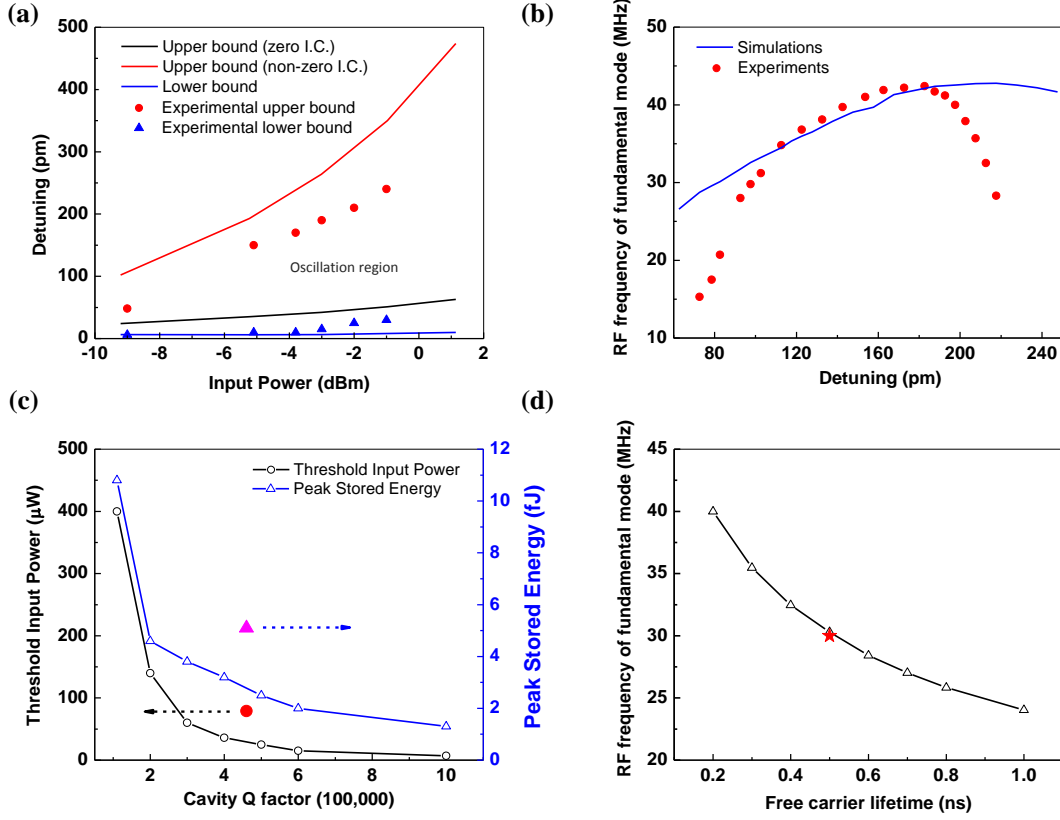 (a)
500
400
300
200
100
0
Detuning (pm)
Upper bound (zero I.C.)
Upper bound (non-zero I.C.)
Lower bound
Experimental upper bound
Experimental lower bound
Oscillation region
-10 -8 -6 -4 -2 0 2
Input Power (dBm)
(b)
50
40
30
20
10
RF frequency of fundamental mode (MHz)
Simulations
Experiments
80 120 160 200 240
Detuning (pm)
(c)
500
400
300
200
100
0
Threshold Input Power (µW)
Threshold Input Power
Peak Stored Energy
12
10
8
6
4
2
0
Peak Stored Energy (fJ)
2 4 6 8 10
Cavity Q factor (100,000)
(d)
45
40
35
30
25
20
RF frequency of fundamental mode (MHz)
0.2 0.4 0.6 0.8 1.0
Free carrier lifetime (ns)